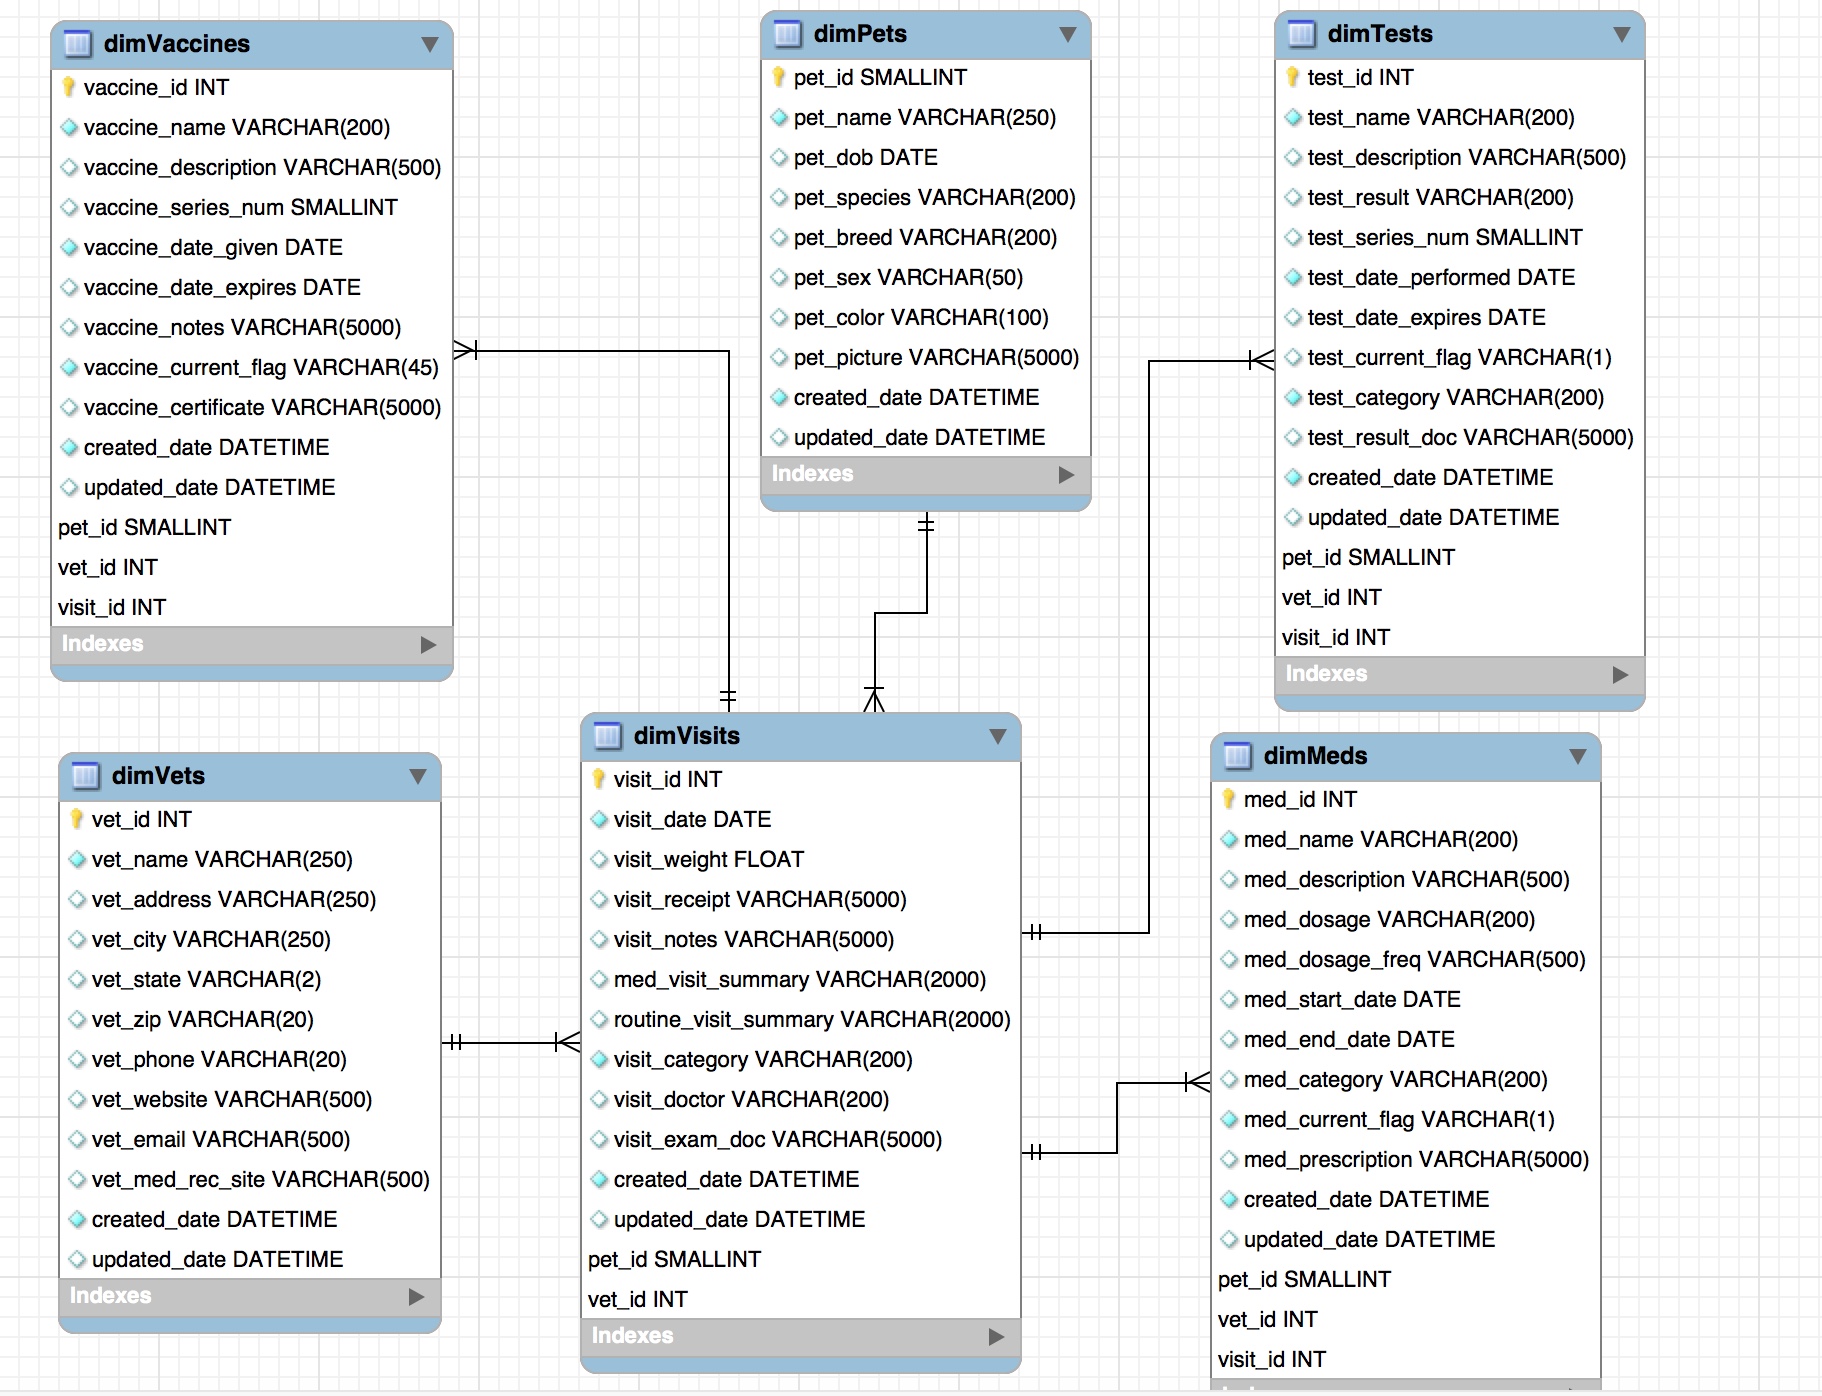 dimVaccines
vaccine_id INT
vaccine_name VARCHAR(200)
vaccine_description VARCHAR(500)
vaccine_series_num SMALLINT
vaccine_date_given DATE
vaccine_date_expires DATE
vaccine_notes VARCHAR(5000)
vaccine_current_flag VARCHAR(45)
vaccine_certificate VARCHAR(5000)
created_date DATETIME
updated_date DATETIME
pet_id SMALLINT
vet_id INT
visit_id INT
Indexes
dimPets
pet_id SMALLINT
pet_name VARCHAR(250)
pet_dob DATE
pet_species VARCHAR(200)
pet_breed VARCHAR(200)
pet_sex VARCHAR(50)
pet_color VARCHAR(100)
pet_picture VARCHAR(5000)
created_date DATETIME
updated_date DATETIME
Indexes
dimTests
test_id INT
test_name VARCHAR(200)
test_description VARCHAR(500)
test_result VARCHAR(200)
test_series_num SMALLINT
test_date_performed DATE
test_date_expires DATE
test_current_flag VARCHAR(1)
test_category VARCHAR(200)
test_result_doc VARCHAR(5000)
created_date DATETIME
updated_date DATETIME
pet_id SMALLINT
vet_id INT
visit_id INT
Indexes
dimVets
vet_id INT
vet_name VARCHAR(250)
vet_address VARCHAR(250)
vet_city VARCHAR(250)
vet_state VARCHAR(2)
vet_zip VARCHAR(20)
vet_phone VARCHAR(20)
vet_website VARCHAR(500)
vet_email VARCHAR(500)
vet_med_rec_site VARCHAR(500)
created_date DATETIME
updated_date DATETIME
Indexes
dimVisits
visit_id INT
visit_date DATE
visit_weight FLOAT
visit_receipt VARCHAR(5000)
visit_notes VARCHAR(5000)
med_visit_summary VARCHAR(2000)
routine_visit_summary VARCHAR(2000)
visit_category VARCHAR(200)
visit_doctor VARCHAR(200)
visit_exam_doc VARCHAR(5000)
created_date DATETIME
updated_date DATETIME
pet_id SMALLINT
vet_id INT
Indexes
dimMeds
med_id INT
med_name VARCHAR(200)
med_description VARCHAR(500)
med_dosage VARCHAR(200)
med_dosage_freq VARCHAR(500)
med_start_date DATE
med_end_date DATE
med_category VARCHAR(200)
med_current_flag VARCHAR(1)
med_prescription VARCHAR(5000)
created_date DATETIME
updated_date DATETIME
pet_id SMALLINT
vet_id INT
visit_id INT